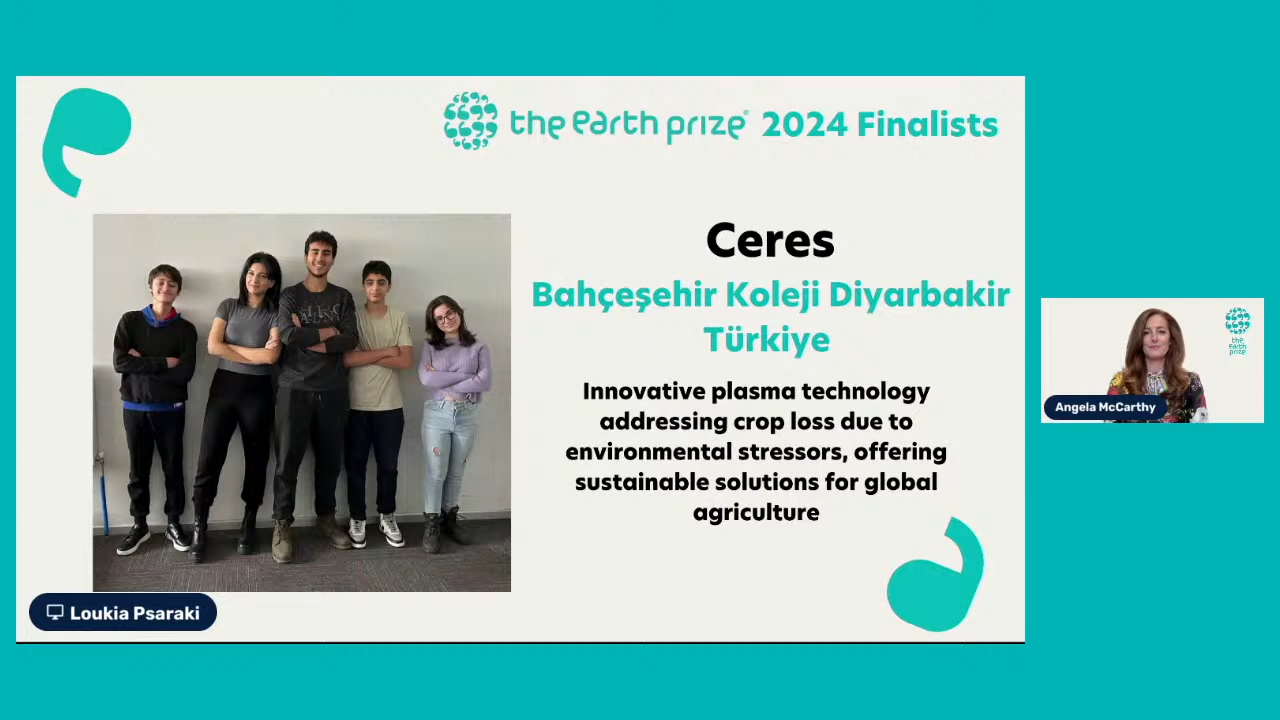 the earth prize® 2024 Finalists
Ceres
Bahçeşehir Koleji Diyarbakir
Türkiye
Innovative plasma technology
addressing crop loss due to
environmental stressors, offering
sustainable solutions for global
agriculture
Loukia Psaraki
the
earth
prize
Angela McCarthy